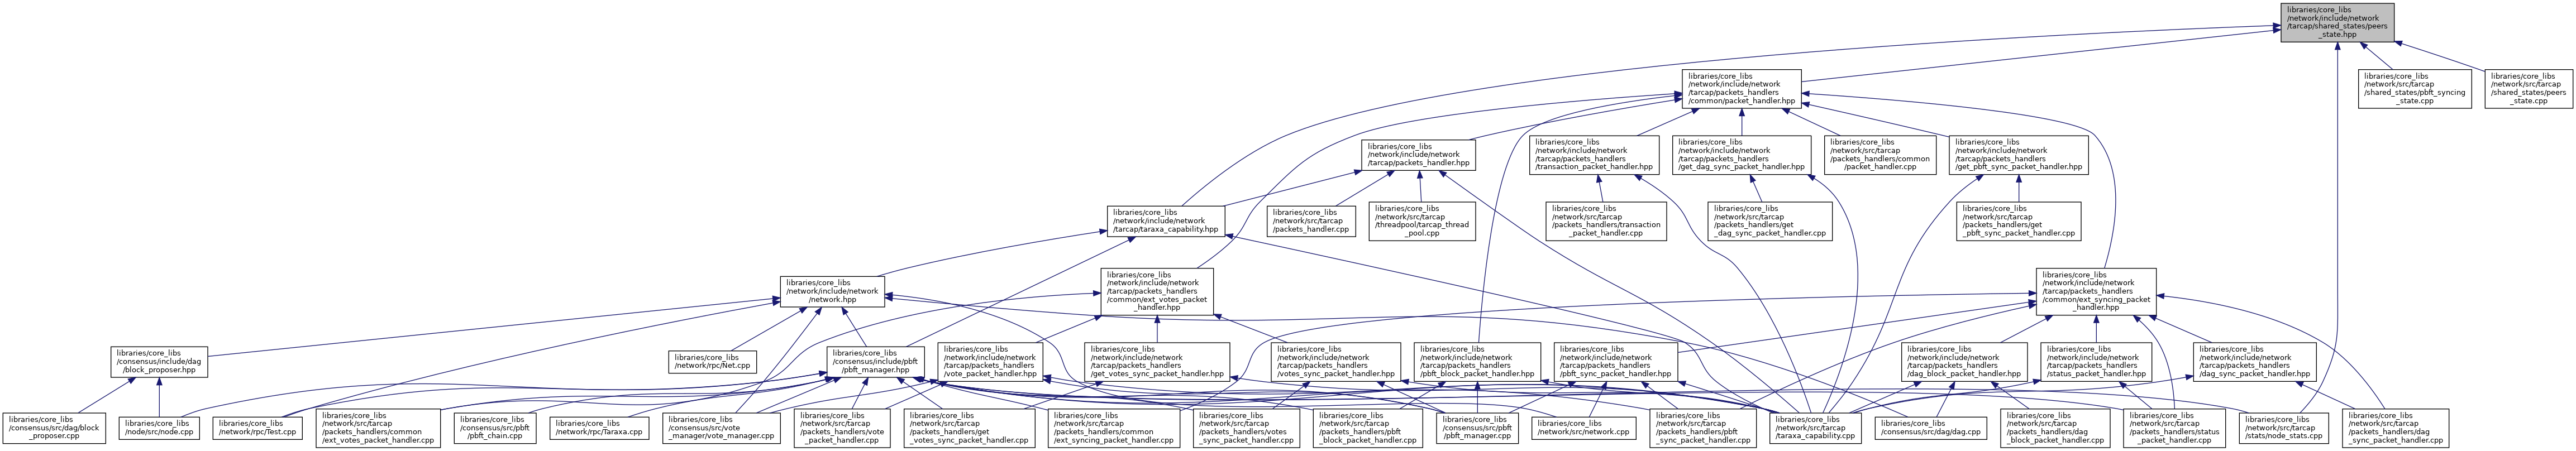 libraries/core_libs
/network/include/network
/tarcap/shared_states/peers
_state.hpp
libraries/core_libs
/network/include/network
/tarcap/packets_handlers
/common/packet_handler.hpp
libraries/core_libs
/network/src/tarcap
/shared_states/pbft_syncing
_state.cpp
libraries/core_libs
/network/src/tarcap
/shared_states/peers
_state.cpp
libraries/core_libs
/network/include/network
/tarcap/packets_handler.hpp
libraries/core_libs
/network/include/network
/tarcap/packets_handlers
/transaction_packet_handler.hpp
libraries/core_libs
/network/include/network
/tarcap/packets_handlers
/get_dag_sync_packet_handler.hpp
libraries/core_libs
/network/src/tarcap
/packets_handlers/common
/packet_handler.cpp
libraries/core_libs
/network/include/network
/tarcap/packets_handlers
/get_pbft_sync_packet_handler.hpp
libraries/core_libs
/network/include/network
/tarcap/taraxa_capability.hpp
libraries/core_libs
/network/src/tarcap
/packets_handler.cpp
libraries/core_libs
/network/src/tarcap
/threadpool/tarcap_thread
_pool.cpp
libraries/core_libs
/network/src/tarcap
/packets_handlers/transaction
_packet_handler.cpp
libraries/core_libs
/network/src/tarcap
/packets_handlers/get
_dag_sync_packet_handler.cpp
libraries/core_libs
/network/src/tarcap
/packets_handlers/get
_pbft_sync_packet_handler.cpp
libraries/core_libs
/network/include/network
/network.hpp
libraries/core_libs
/network/include/network
/tarcap/packets_handlers
/common/ext_votes_packet
_handler.hpp
libraries/core_libs
/network/include/network
/tarcap/packets_handlers
/common/ext_syncing_packet
_handler.hpp
libraries/core_libs
/consensus/include/dag
/block_proposer.hpp
libraries/core_libs
/network/rpc/Net.cpp
libraries/core_libs
/consensus/include/pbft
/pbft_manager.hpp
libraries/core_libs
/network/include/network
/tarcap/packets_handlers
/vote_packet_handler.hpp
libraries/core_libs
/network/include/network
/tarcap/packets_handlers
/get_votes_sync_packet_handler.hpp
libraries/core_libs
/network/include/network
/tarcap/packets_handlers
/votes_sync_packet_handler.hpp
libraries/core_libs
/network/include/network
/tarcap/packets_handlers
/pbft_block_packet_handler.hpp
libraries/core_libs
/network/include/network
/tarcap/packets_handlers
/pbft_sync_packet_handler.hpp
libraries/core_libs
/network/include/network
/tarcap/packets_handlers
/dag_block_packet_handler.hpp
libraries/core_libs
/network/include/network
/tarcap/packets_handlers
/status_packet_handler.hpp
libraries/core_libs
/network/include/network
/tarcap/packets_handlers
/dag_sync_packet_handler.hpp
libraries/core_libs
/consensus/src/dag/block
_proposer.cpp
libraries/core_libs
/node/src/node.cpp
libraries/core_libs
/network/rpc/Test.cpp
libraries/core_libs
/network/src/tarcap
/packets_handlers/common
/ext_votes_packet_handler.cpp
libraries/core_libs
/consensus/src/pbft
/pbft_chain.cpp
libraries/core_libs
/network/rpc/Taraxa.cpp
libraries/core_libs
/consensus/src/vote
_manager/vote_manager.cpp
libraries/core_libs
/network/src/tarcap
/packets_handlers/vote
_packet_handler.cpp
libraries/core_libs
/network/src/tarcap
/packets_handlers/get
_votes_sync_packet_handler.cpp
libraries/core_libs
/network/src/tarcap
/packets_handlers/common
/ext_syncing_packet_handler.cpp
libraries/core_libs
/network/src/tarcap
/packets_handlers/votes
_sync_packet_handler.cpp
libraries/core_libs
/network/src/tarcap
/packets_handlers/pbft
_block_packet_handler.cpp
libraries/core_libs
/consensus/src/pbft
/pbft_manager.cpp
libraries/core_libs
/network/src/network.cpp
libraries/core_libs
/network/src/tarcap
/packets_handlers/pbft
_sync_packet_handler.cpp
libraries/core_libs
/network/src/tarcap
/taraxa_capability.cpp
libraries/core_libs
/consensus/src/dag/dag.cpp
libraries/core_libs
/network/src/tarcap
/packets_handlers/dag
_block_packet_handler.cpp
libraries/core_libs
/network/src/tarcap
/packets_handlers/status
_packet_handler.cpp
libraries/core_libs
/network/src/tarcap
/stats/node_stats.cpp
libraries/core_libs
/network/src/tarcap
/packets_handlers/dag
_sync_packet_handler.cpp